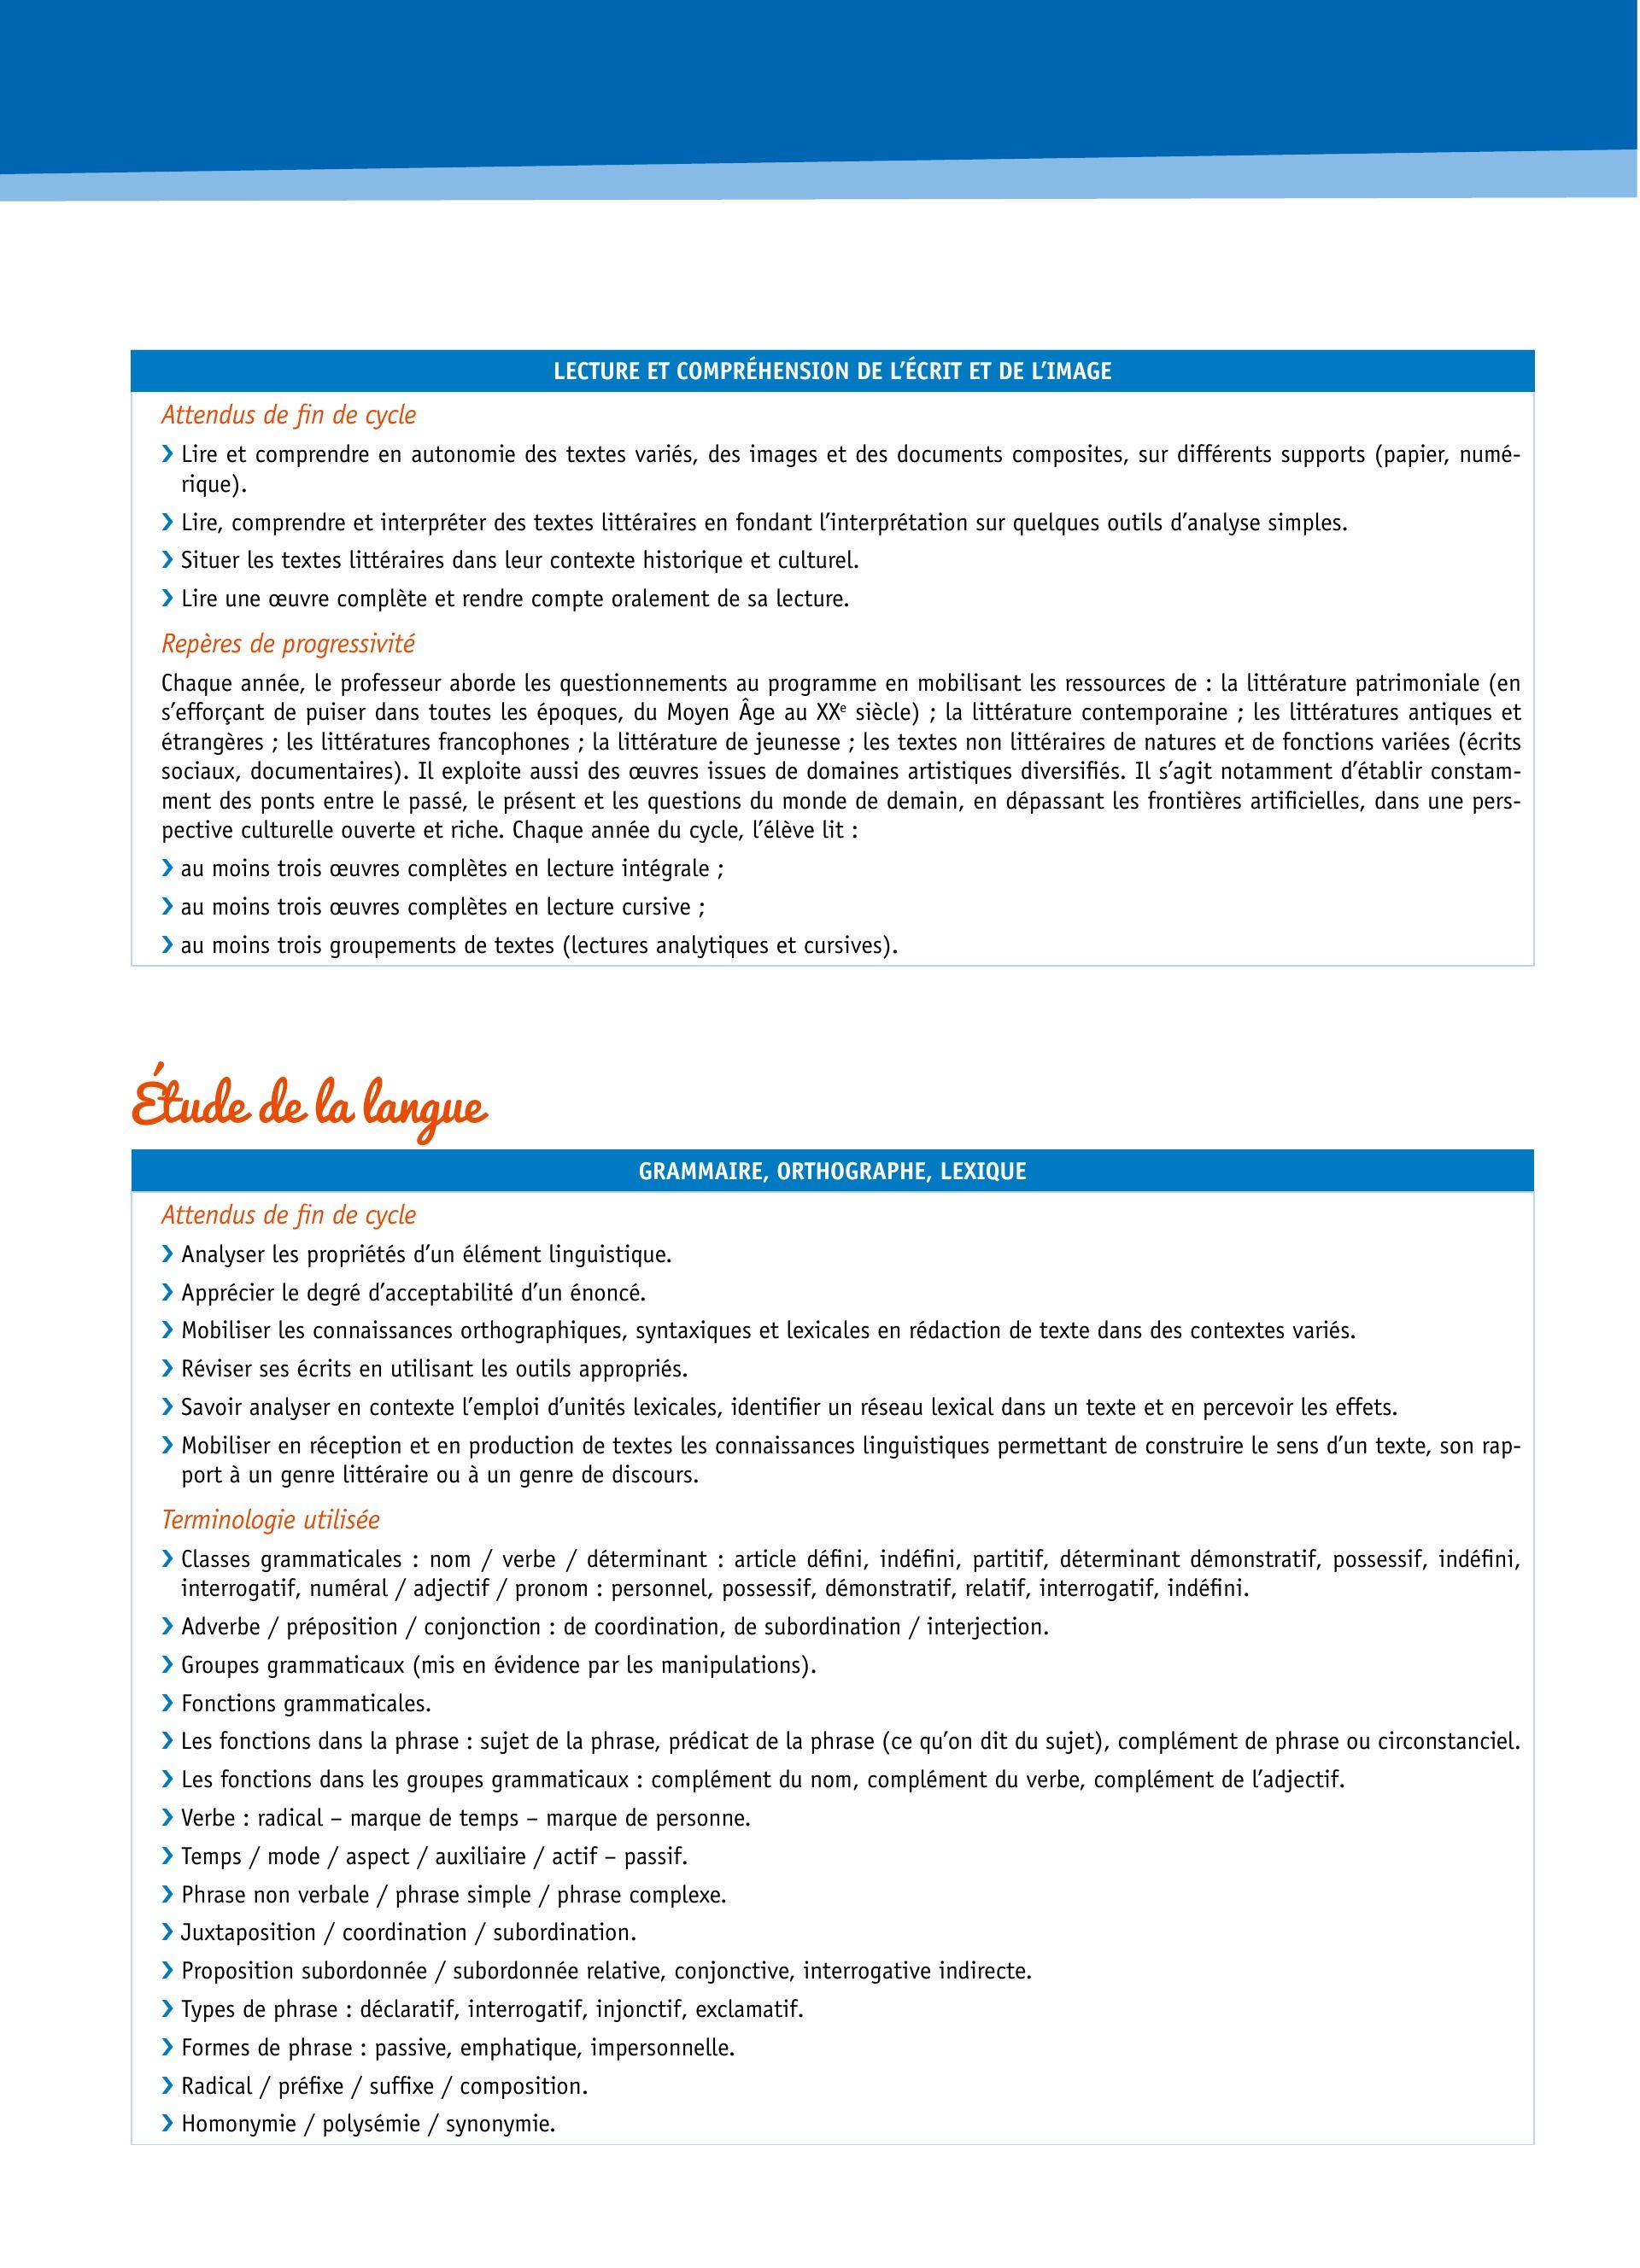 LECTURE ET COMPRÉHENSION DE L’ÉCRIT ET DE L’IMAGE
Attendus de fin de cycle
❯ Lire et comprendre en autonomie des textes variés, des images et des documents composites, sur différents supports (papier, numé-
rique).
❯ Lire, comprendre et interpréter des textes littéraires en fondant l’interprétation sur quelques outils d’analyse simples.
❯ Situer les textes littéraires dans leur contexte historique et culturel.
❯ Lire une œuvre complète et rendre compte oralement de sa lecture.
Repères de progressivité
Chaque année, le professeur aborde les questionnements au programme en mobilisant les ressources de : la littérature patrimoniale (en
s’efforçant de puiser dans toutes les époques, du Moyen Âge au XXe siècle) ; la littérature contemporaine ; les littératures antiques et
étrangères ; les littératures francophones ; la littérature de jeunesse ; les textes non littéraires de natures et de fonctions variées (écrits
sociaux, documentaires). Il exploite aussi des œuvres issues de domaines artistiques diversifiés. Il s’agit notamment d’établir constam-
ment des ponts entre le passé, le présent et les questions du monde de demain, en dépassant les frontières artificielles, dans une pers-
pective culturelle ouverte et riche. Chaque année du cycle, l’élève lit :
❯ au moins trois œuvres complètes en lecture intégrale ;
❯ au moins trois œuvres complètes en lecture cursive ;
❯ au moins trois groupements de textes (lectures analytiques et cursives).
Étude de la langue
GRAMMAIRE, ORTHOGRAPHE, LEXIQUE
Attendus de fin de cycle
❯ Analyser les propriétés d’un élément linguistique.
❯ Apprécier le degré d’acceptabilité d’un énoncé.
❯ Mobiliser les connaissances orthographiques, syntaxiques et lexicales en rédaction de texte dans des contextes variés.
❯ Réviser ses écrits en utilisant les outils appropriés.
❯ Savoir analyser en contexte l’emploi d’unités lexicales, identifier un réseau lexical dans un texte et en percevoir les effets.
❯ Mobiliser en réception et en production de textes les connaissances linguistiques permettant de construire le sens d’un texte, son rap-
port à un genre littéraire ou à un genre de discours.
Terminologie utilisée
❯ Classes grammaticales : nom / verbe / déterminant : article défini, indéfini, partitif, déterminant démonstratif, possessif, indéfini,
interrogatif, numéral / adjectif / pronom : personnel, possessif, démonstratif, relatif, interrogatif, indéfini.
❯ Adverbe / préposition / conjonction : de coordination, de subordination / interjection.
❯ Groupes grammaticaux (mis en évidence par les manipulations).
❯ Fonctions grammaticales.
❯ Les fonctions dans la phrase : sujet de la phrase, prédicat de la phrase (ce qu’on dit du sujet), complément de phrase ou circonstanciel.
❯ Les fonctions dans les groupes grammaticaux : complément du nom, complément du verbe, complément de l’adjectif.
❯ Verbe : radical – marque de temps – marque de personne.
❯ Temps / mode / aspect / auxiliaire / actif – passif.
❯ Phrase non verbale / phrase simple / phrase complexe.
❯ Juxtaposition / coordination / subordination.
❯ Proposition subordonnée / subordonnée relative, conjonctive, interrogative indirecte.
❯ Types de phrase : déclaratif, interrogatif, injonctif, exclamatif.
❯ Formes de phrase : passive, emphatique, impersonnelle.
❯ Radical / préfixe / suffixe / composition.
❯ Homonymie / polysémie / synonymie.